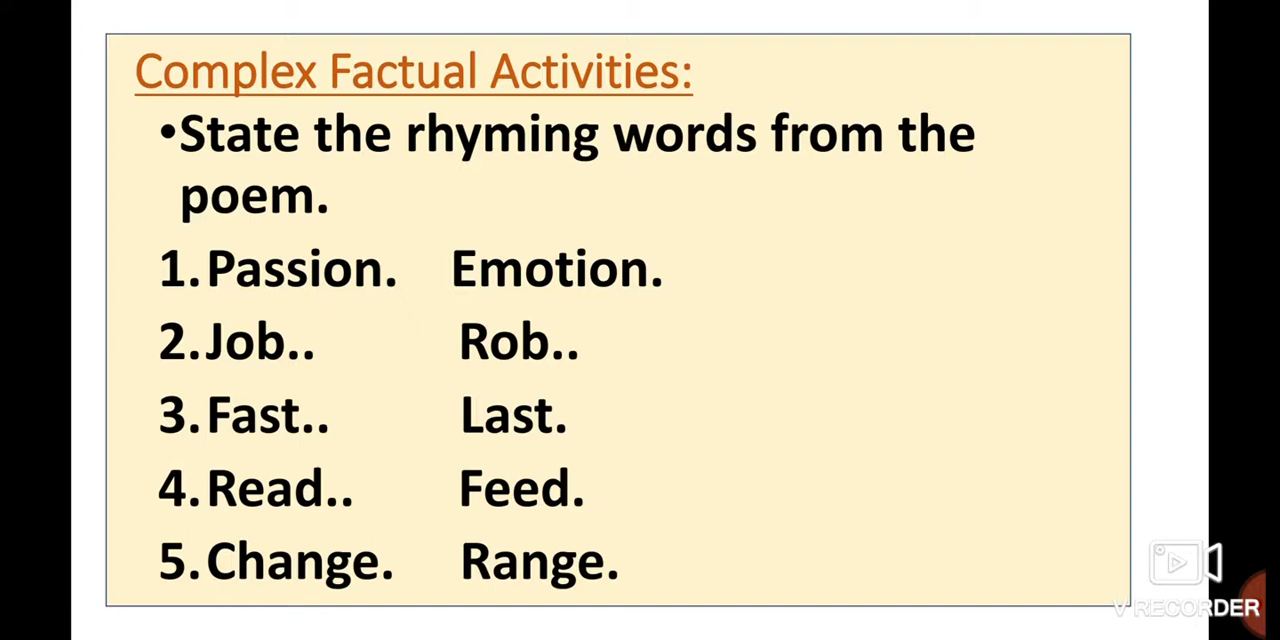 Complex Factual Activities:
•State the rhyming words from the
poem.
1.Passion. Emotion.
2.Job.. Rob..
3.Fast.. Last.
4.Read.. Feed.
5.Change. Range.
V RECORDER